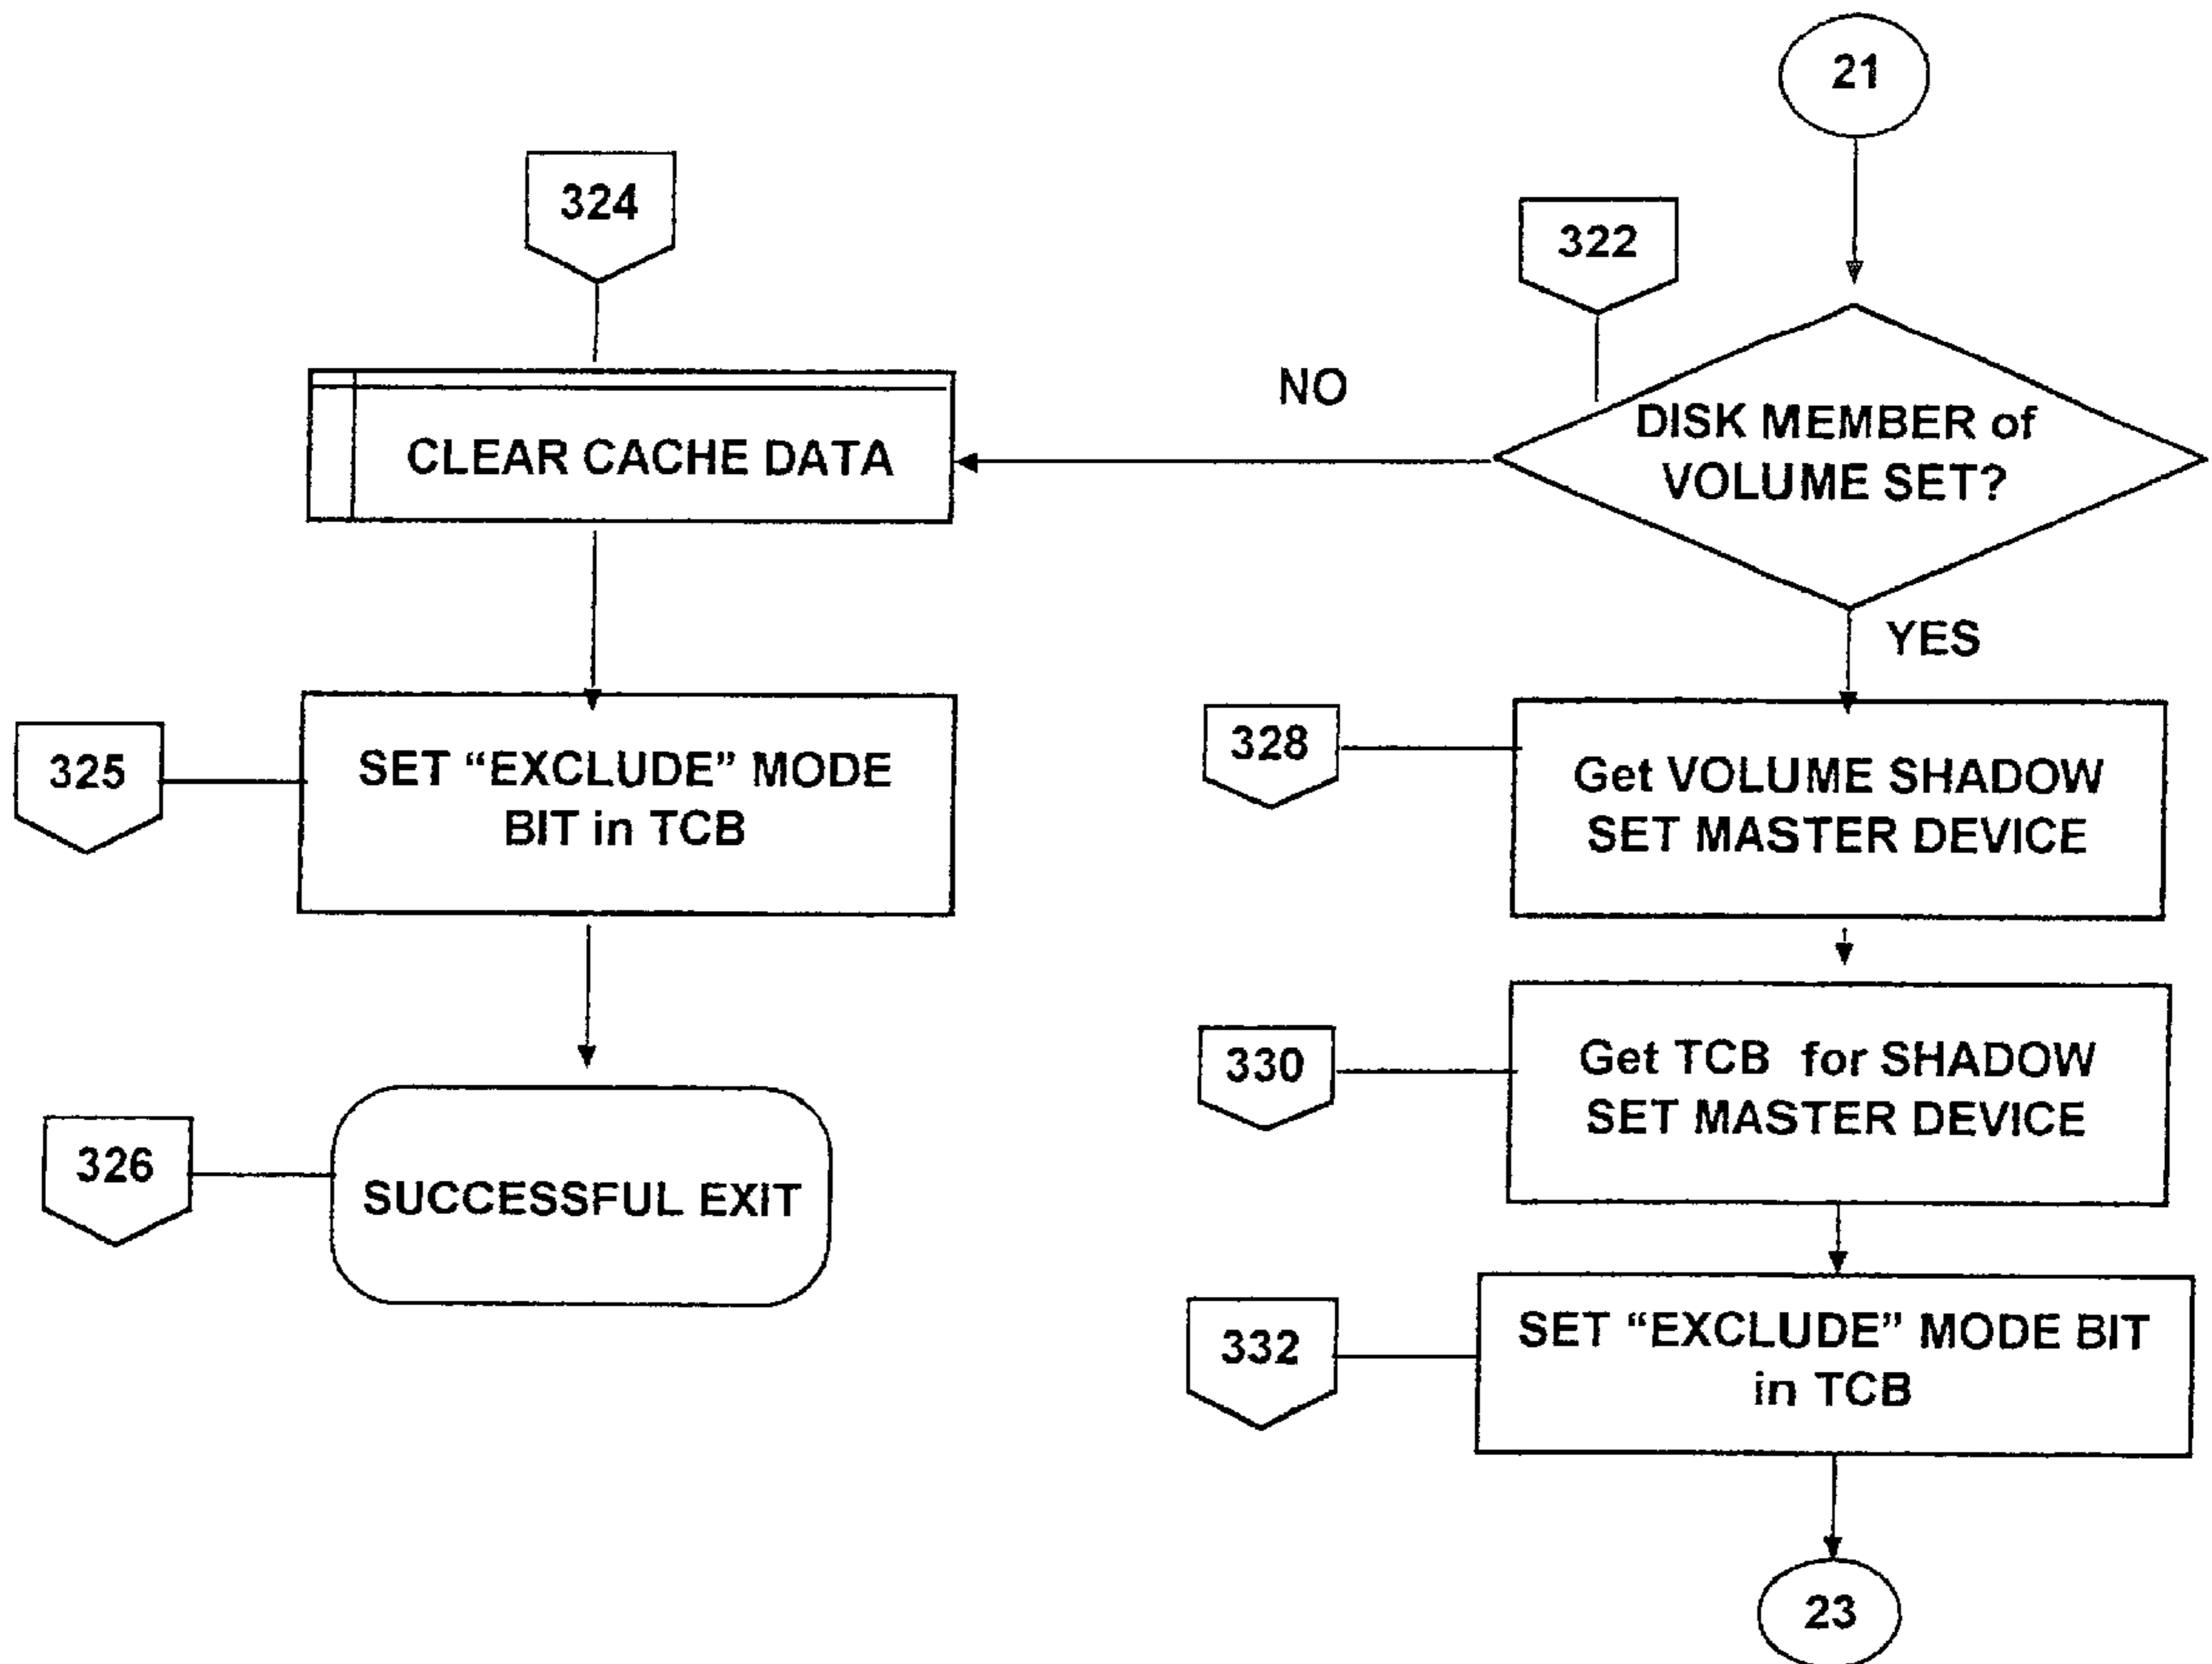 21
324
322
NO
DISK MEMBER of
VOLUME SET?
CLEAR CACHE DATA
YES
325
SET “EXCLUDE” MODE
BIT in TCB
328
Get VOLUME SHADOW
SET MASTER DEVICE
330
Get TCB for SHADOW
SET MASTER DEVICE
326
SUCCESSFUL EXIT
332
SET “EXCLUDE” MODE BIT
in TCB
23